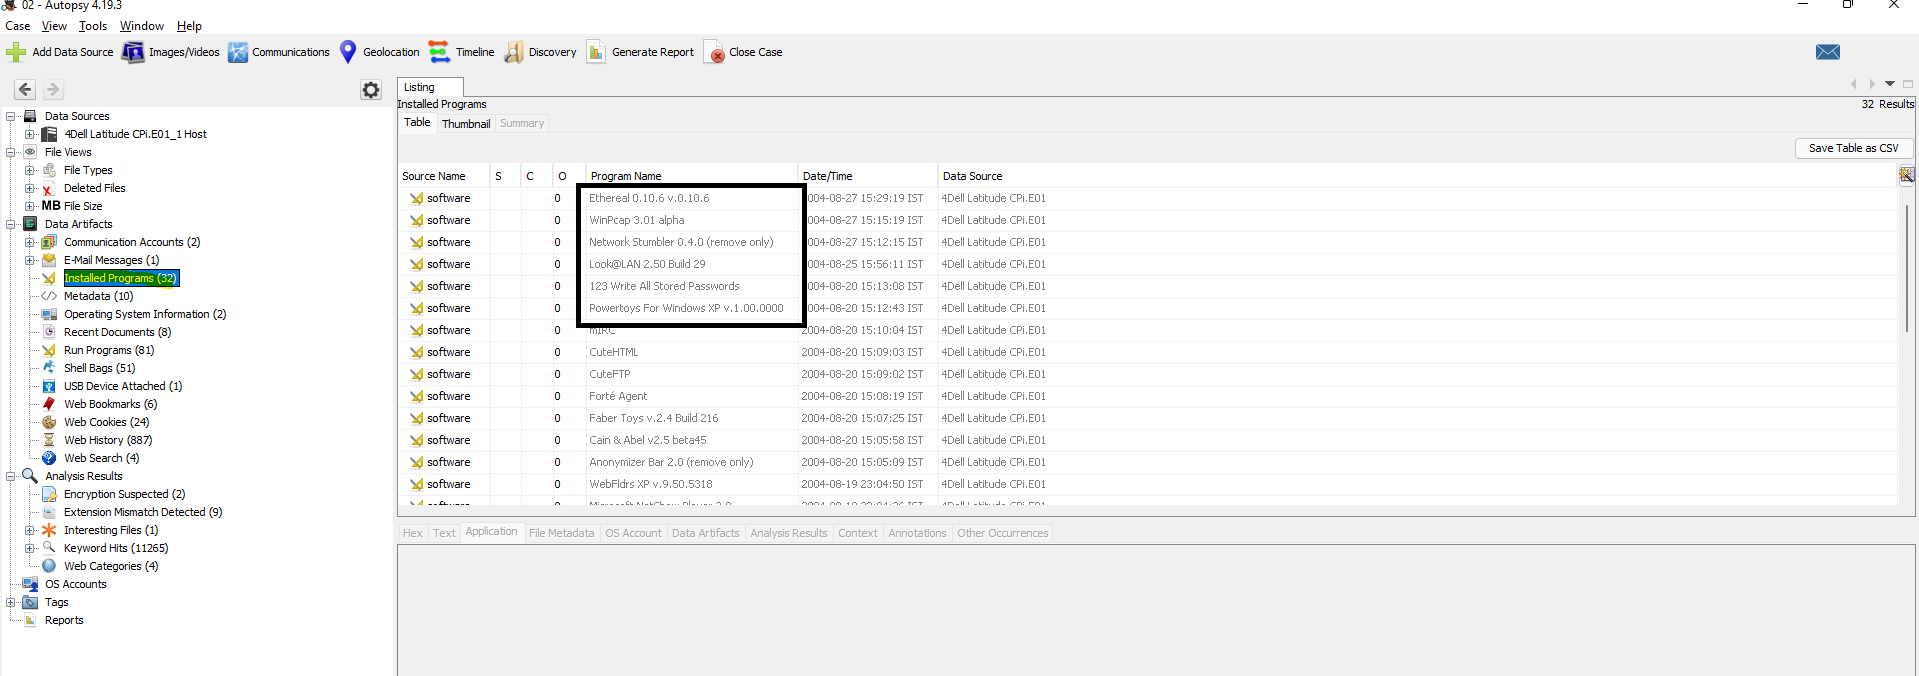 02 - Autopsy 4.19.3
Case View Tools Window Help
Add Data Source Images/Videos Communications Geolocation Timeline Discovery Generate Report Close Case
Listing
Installed Programs
32 Results
Table Thumbnail Summary
Save Table as CSV
Data Sources
4Dell Latitude CPi.E01_1 Host
File Views
File Types
Deleted Files
MB File Size
Data Artifacts
Communication Accounts (2)
E-Mail Messages (1)
Installed Programs (32)
Metadata (10)
Operating System Information (2)
Recent Documents (8)
Run Programs (81)
Shell Bags (51)
USB Device Attached (1)
Web Bookmarks (6)
Web Cookies (24)
Web History (887)
Web Search (4)
Analysis Results
Encryption Suspected (2)
Extension Mismatch Detected (9)
Interesting Files (1)
Keyword Hits (11265)
Web Categories (4)
OS Accounts
Tags
Reports
Source Name S C O Program Name Date/Time Data Source
software 0 Ethereal 0.10.6 v.0.10.6 2004-08-27 15:29:19 IST 4Dell Latitude CPi.E01
software 0 WinPcap 3.01 alpha 2004-08-27 15:15:19 IST 4Dell Latitude CPi.E01
software 0 Network Stumbler 0.4.0 (remove only) 2004-08-27 15:12:15 IST 4Dell Latitude CPi.E01
software 0 Look@LAN 2.50 Build 29 2004-08-25 15:56:11 IST 4Dell Latitude CPi.E01
software 0 123 Write All Stored Passwords 2004-08-20 15:13:08 IST 4Dell Latitude CPi.E01
software 0 Powertoys For Windows XP v.1.00.0000 2004-08-20 15:12:43 IST 4Dell Latitude CPi.E01
software 0 mIRC 2004-08-20 15:10:04 IST 4Dell Latitude CPi.E01
software 0 CuteHTML 2004-08-20 15:09:03 IST 4Dell Latitude CPi.E01
software 0 CuteFTP 2004-08-20 15:09:02 IST 4Dell Latitude CPi.E01
software 0 Forté Agent 2004-08-20 15:08:19 IST 4Dell Latitude CPi.E01
software 0 Faber Toys v.2.4 Build 216 2004-08-20 15:07:25 IST 4Dell Latitude CPi.E01
software 0 Cain & Abel v2.5 beta45 2004-08-20 15:05:58 IST 4Dell Latitude CPi.E01
software 0 Anonymizer Bar 2.0 (remove only) 2004-08-20 15:05:09 IST 4Dell Latitude CPi.E01
software 0 WebFldrs XP v.9.50.5318 2004-08-19 23:04:50 IST 4Dell Latitude CPi.E01
Hex Text Application File Metadata OS Account Data Artifacts Analysis Results Context Annotations Other Occurrences